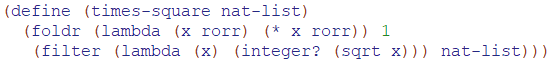 (define (times-square nat-list)
(foldr (lambda (x rorr) (* x rorr)) 1
(filter (lambda (x) (integer? (sqrt x))) nat-list)))